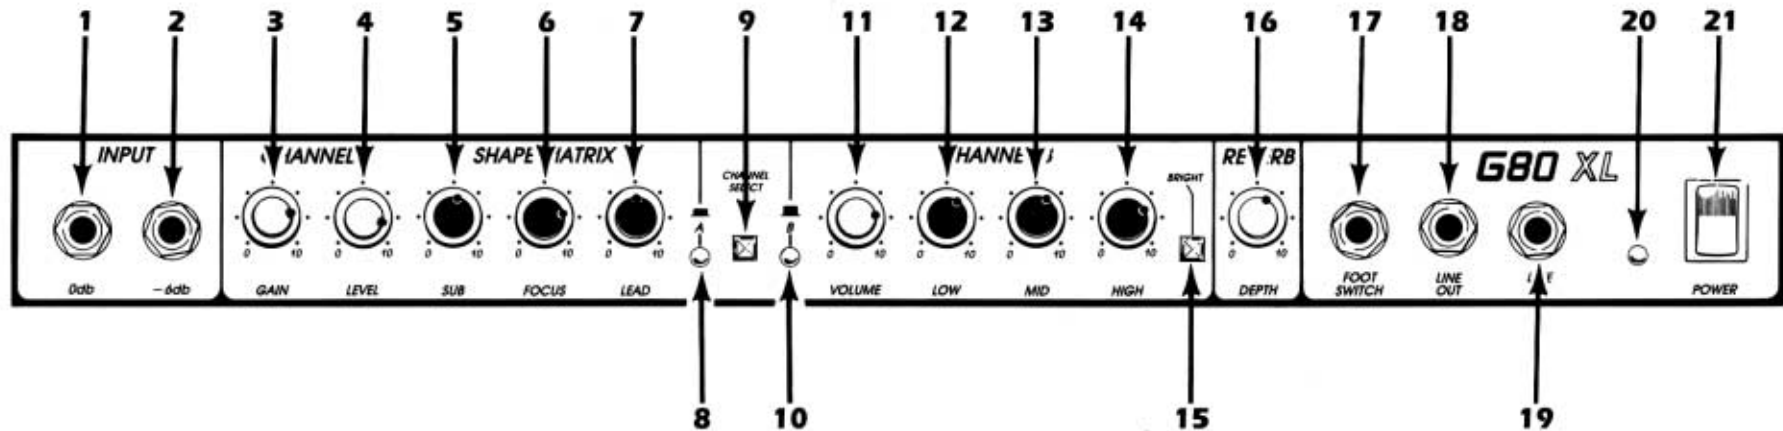 1 2 3 4 5 6 7 9 11 12 13 14 16 17 18 20 21
INPUT SHAPE REVERB G80 XL
CHANNEL SELECT
BRIGHT
A B
0 10 0 10 0 10 0 10 0 10 0 10 0 10 0 10 0 10 0 10
0db -6db GAIN LEVEL SUB FOCUS LEAD VOLUME LOW MID HIGH DEPTH
FOOT LINE
SWITCH OUT POWER
8 10 15 19